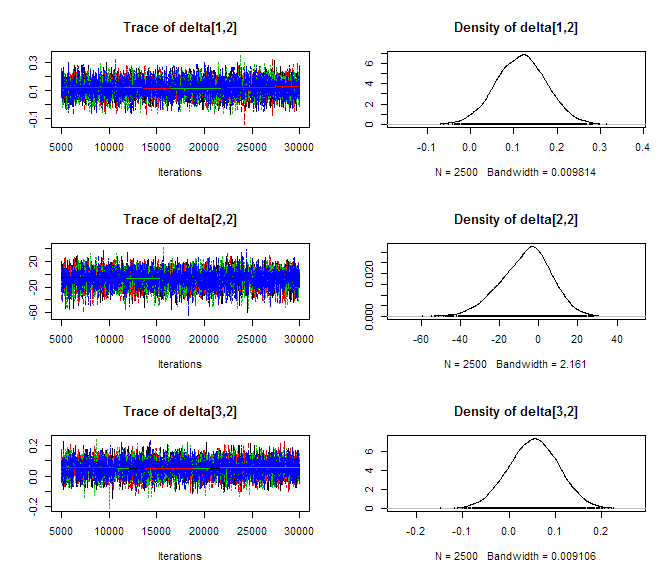 Trace of delta[1,2]
Density of delta[1,2]
-0.1 0.1 0.3
5000 10000 15000 20000 25000 30000
Iterations
0 2 4 6
-0.1 0.0 0.1 0.2 0.3 0.4
N = 2500 Bandwidth = 0.009814
Trace of delta[2,2]
Density of delta[2,2]
-60 -20 20
5000 10000 15000 20000 25000 30000
Iterations
0.000 0.020
-60 -40 -20 0 20 40
N = 2500 Bandwidth = 2.161
Trace of delta[3,2]
Density of delta[3,2]
-0.2 0.0 0.2
5000 10000 15000 20000 25000 30000
Iterations
0 2 4 6
-0.2 -0.1 0.0 0.1 0.2
N = 2500 Bandwidth = 0.009106